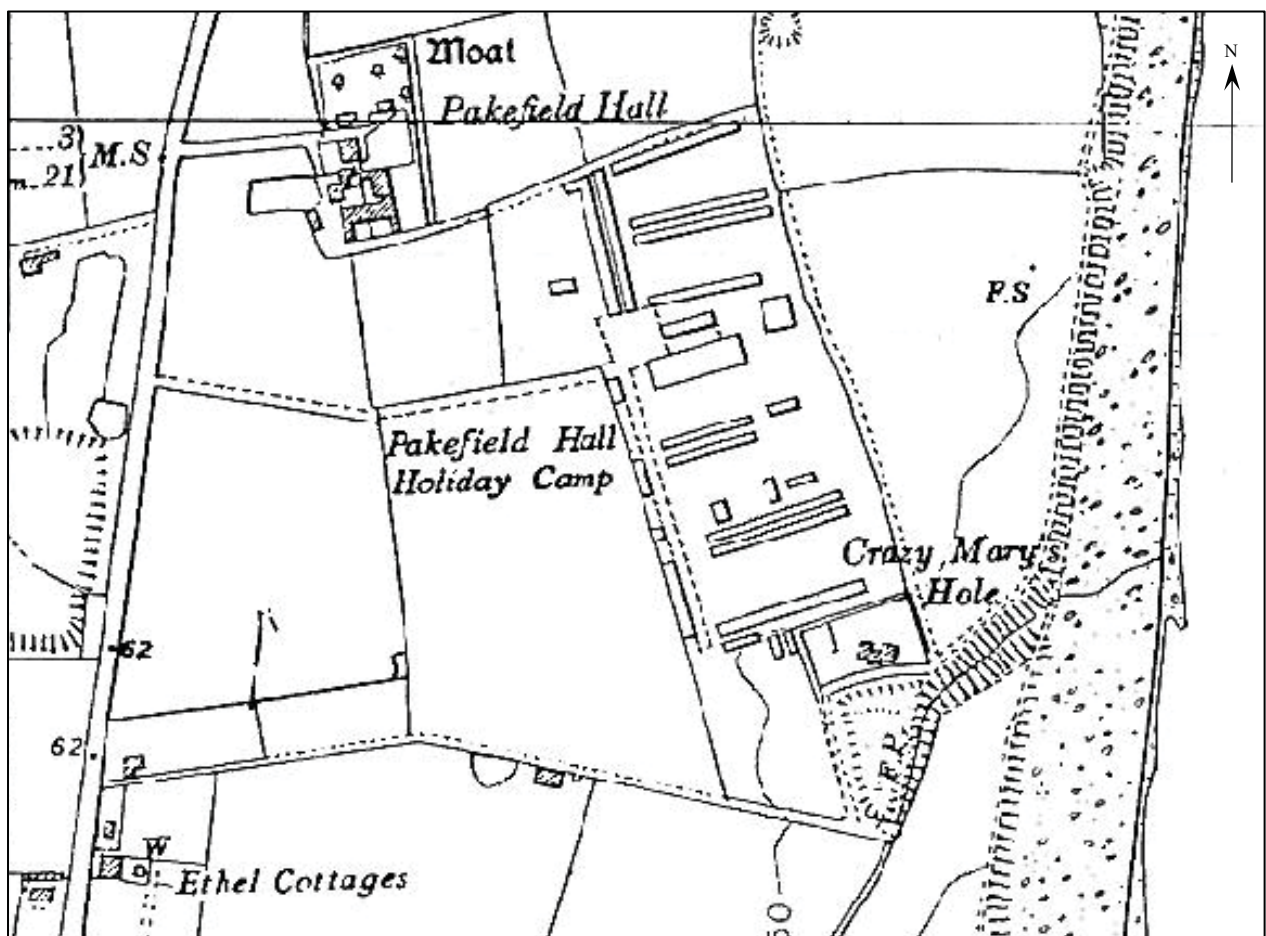 Moat
N
Pakefield Hall
3
M.S
21
F.S
Pakefield Hall
Holiday Camp
Crazy Mary's
Hole
62
F.P.
62
W
Ethel Cottages
50